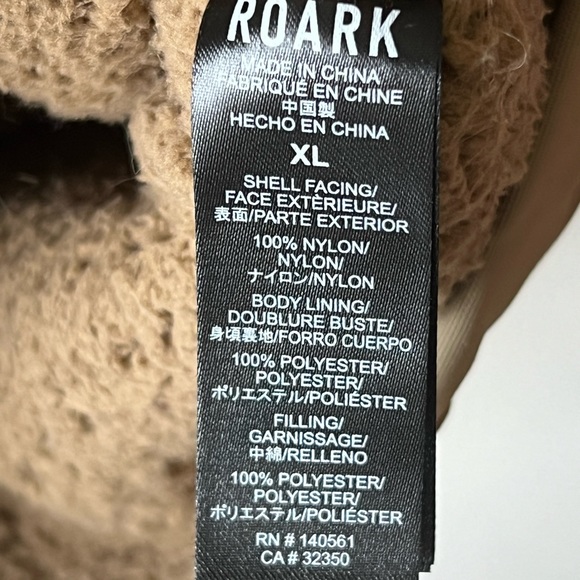 ROARK
MADE IN CHINA
FABRIQUÉ EN CHINE
中国製
HECHO EN CHINA
XL
SHELL FACING/
FACE EXTÈRIEURE/
表面/PARTE EXTERIOR
100% NYLON/
NYLON/
ナイロン/NYLON
BODY LINING/
DOUBLURE BUSTE/
身頃裏地/FORRO CUERPO
100% POLYESTER/
POLYESTER/
ポリエステル/POLIÉSTER
FILLING/
GARNISSAGE/
中綿/RELLENO
100% POLYESTER/
POLYESTER/
ポリエステル/POLIÉSTER
RN # 140561
CA # 32350